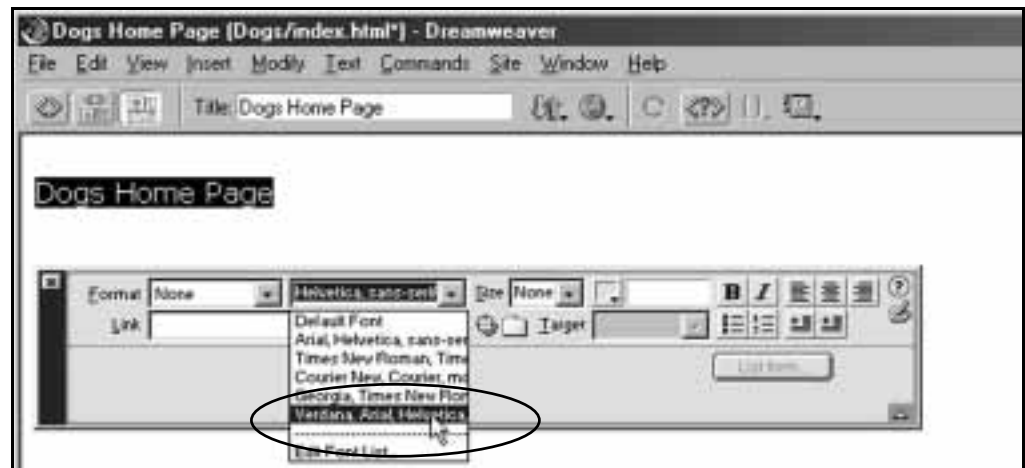 Dogs Home Page (Dogs/index.html*) - Dreamweaver
File Edit View Insert Modify Text Commands Site Window Help
Title: Dogs Home Page
Dogs Home Page
Format None Helvetica, sans-serif Size None B I
Link Target
Default Font
Arial, Helvetica, sans-ser
Times New Roman, Time
Courier New, Courier, mo
Georgia, Times New Rom
Verdana, Arial, Helvetica,
Edit Font List...
List Item...